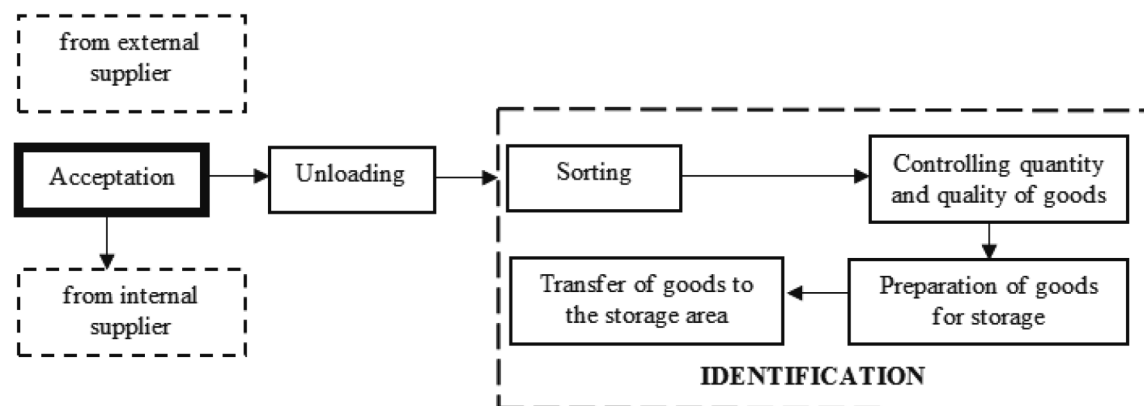 from external
supplier
Acceptation
Unloading
Sorting
Controlling quantity
and quality of goods
from internal
supplier
Transfer of goods to
the storage area
Preparation of goods
for storage
IDENTIFICATION